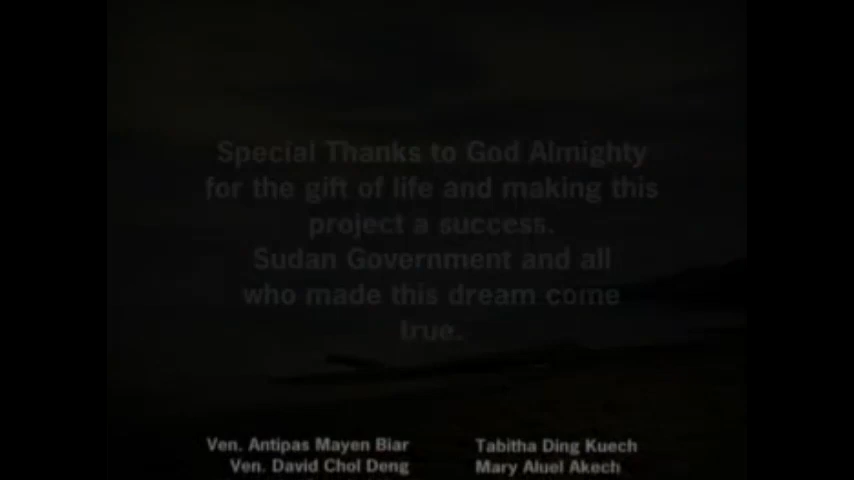 Special Thanks to God Almighty
for the gift of life and making this
project a success.
Sudan Government and all
who made this dream come
true.
Ven. Antipas Mayen Biar Tabitha Ding Kuech
Ven. David Chol Deng Mary Aluel Akech